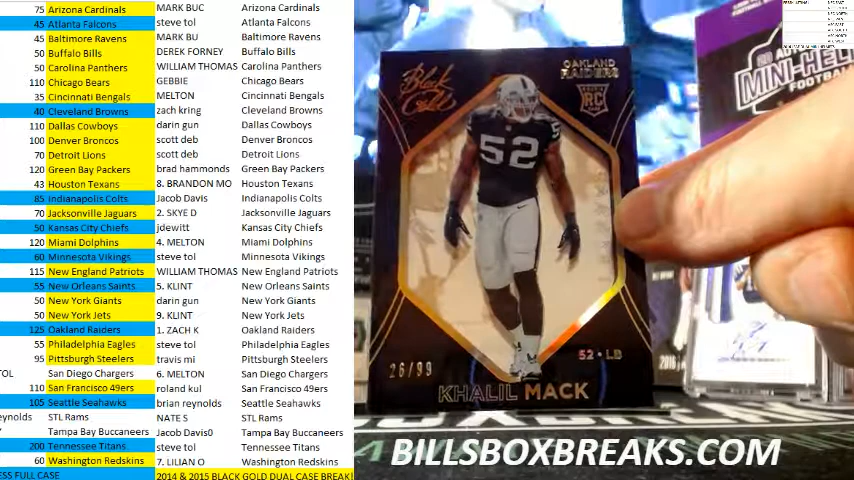 75 Arizona Cardinals MARK BUC Arizona Cardinals
45 Atlanta Falcons steve tol Atlanta Falcons
45 Baltimore Ravens MARK BU Baltimore Ravens
50 Buffalo Bills DEREK FORNEY Buffalo Bills
50 Carolina Panthers WILLIAM THOMAS Carolina Panthers
110 Chicago Bears GEBBIE Chicago Bears
35 Cincinnati Bengals MELTON Cincinnati Bengals
40 Cleveland Browns zach kring Cleveland Browns
110 Dallas Cowboys darin gun Dallas Cowboys
100 Denver Broncos scott deb Denver Broncos
70 Detroit Lions scott deb Detroit Lions
120 Green Bay Packers brad hammonds Green Bay Packers
43 Houston Texans 8. BRANDON MO Houston Texans
85 Indianapolis Colts Jacob Davis Indianapolis Colts
70 Jacksonville Jaguars 2. SKYE D Jacksonville Jaguars
50 Kansas City Chiefs jdewitt Kansas City Chiefs
120 Miami Dolphins 4. MELTON Miami Dolphins
60 Minnesota Vikings steve tol Minnesota Vikings
115 New England Patriots WILLIAM THOMAS New England Patriots
55 New Orleans Saints 5. KLINT New Orleans Saints
50 New York Giants darin gun New York Giants
50 New York Jets 9. KLINT New York Jets
125 Oakland Raiders 1. ZACH K Oakland Raiders
55 Philadelphia Eagles steve tol Philadelphia Eagles
95 Pittsburgh Steelers travis mi Pittsburgh Steelers
TOL San Diego Chargers 6. MELTON San Diego Chargers
110 San Francisco 49ers roland kul San Francisco 49ers
105 Seattle Seahawks brian reynolds Seattle Seahawks
eynolds STL Rams NATE S STL Rams
Tampa Bay Buccaneers Jacob Davis0 Tampa Bay Buccaneers
200 Tennessee Titans steve tol Tennessee Titans
60 Washington Redskins 7. LILIAN O Washington Redskins
ESS FULL CASE 2014 & 2015 BLACK GOLD DUAL CASE BREAK
Black Gold
OAKLAND
RAIDERS
RC
52
52 • LB
26/99
KHALIL MACK
MINI-HEL
FOOTBAL
2016
BILLSBOXBREAKS.COM